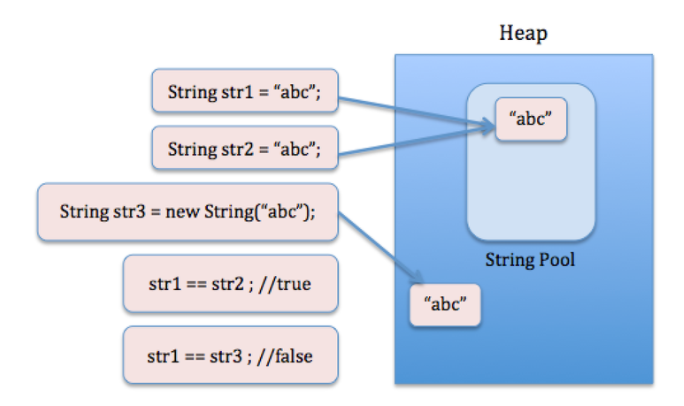 Heap
String str1 = “abc”;
“abc”
String str2 = “abc”;
String str3 = new String(“abc”);
String Pool
str1 == str2 ; //true
“abc”
str1 == str3 ; //false